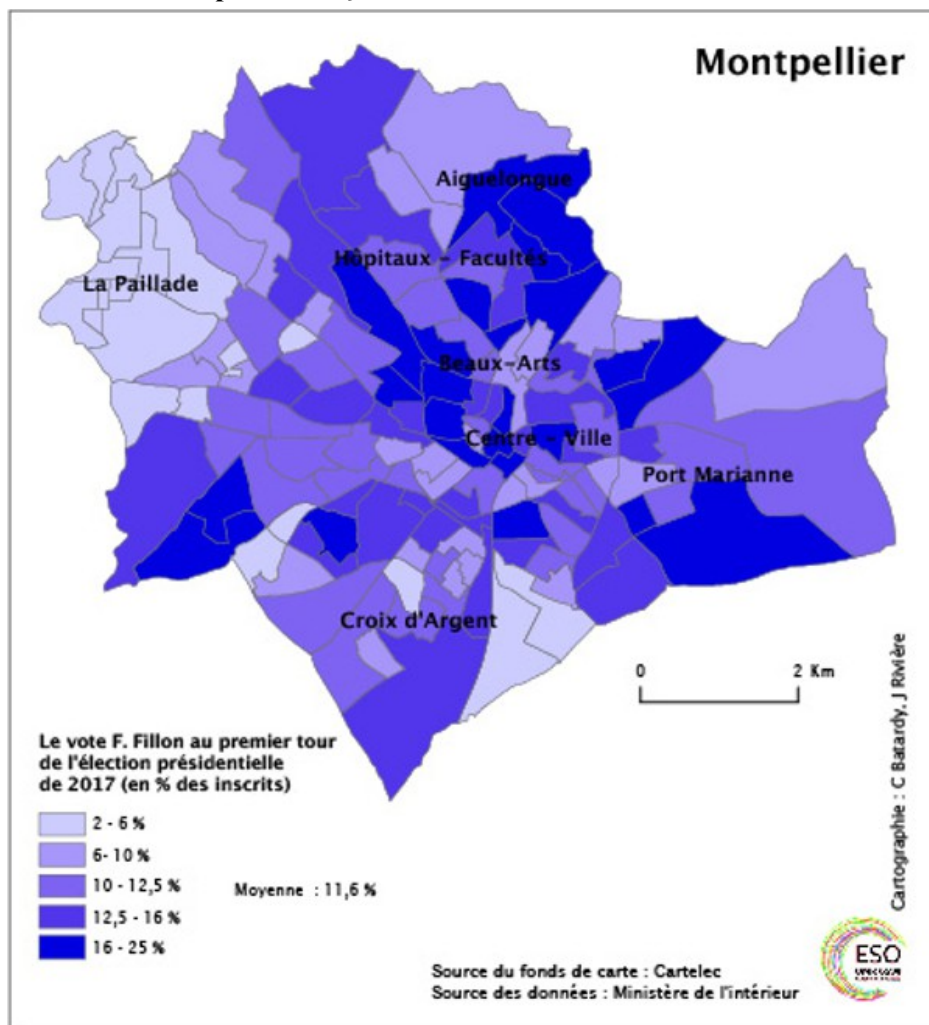 Montpellier
Aiguelongue
Hôpitaux - Facultés
La Paillade
Beaux-Arts
Centre - Ville
Port Marianne
Croix d'Argent
0 2 Km
Le vote F. Fillon au premier tour
de l'élection présidentielle
de 2017 (en % des inscrits)
2 - 6 %
6- 10 %
10 - 12,5 %
12,5 - 16 %
16 - 25 %
Moyenne : 11,6 %
Cartographie : C Batardy, J Rivière
ESO
Source du fonds de carte : Cartelec
Source des données : Ministère de l'intérieur